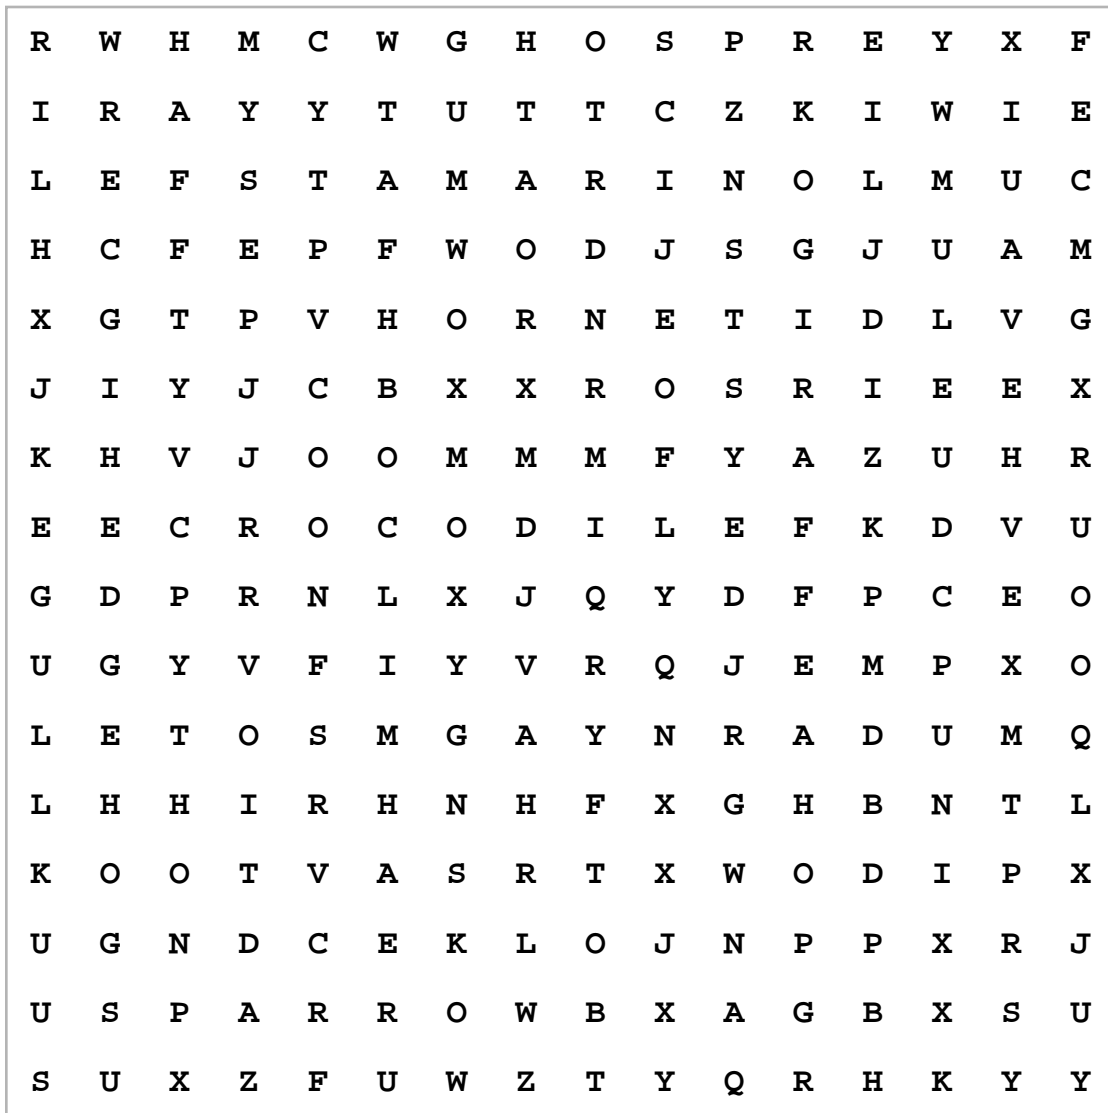 R W H M C W G H O S P R E Y X F
I R A Y Y T U T T C Z K I W I E
L E F S T A M A R I N O L M U C
H C F E P F W O D J S G J U A M
X G T P V H O R N E T I D L V G
J I Y J C B X X R O S R I E E X
K H V J O O M M M F Y A Z U H R
E E C R O C O D I L E F K D V U
G D P R N L X J Q Y D F P C E O
U G Y V F I Y V R Q J E M P X O
L E T O S M G A Y N R A D U M Q
L H H I R H N H F X G H B N T L
K O O T V A S R T X W O D I P X
U G N D C E K L O J N P P X R J
U S P A R R O W B X A G B X S U
S U X Z F U W Z T Y Q R H K Y Y